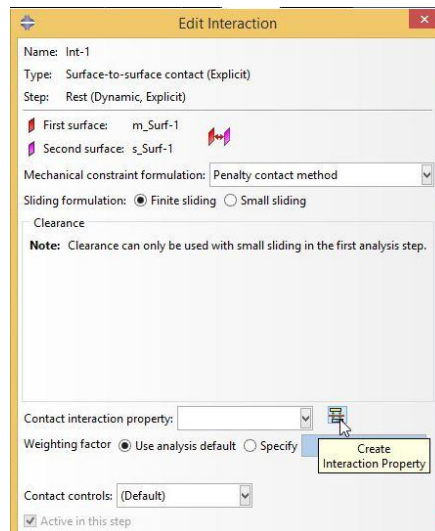 Edit Interaction
Name: Int-1
Type: Surface-to-surface contact (Explicit)
Step: Rest (Dynamic, Explicit)
First surface: m_Surf-1
Second surface: s_Surf-1
Mechanical constraint formulation: Penalty contact method
Sliding formulation: Finite sliding Small sliding
Clearance
Note: Clearance can only be used with small sliding in the first analysis step.
Contact interaction property:
Weighting factor Use analysis default Specify
Create
Interaction Property
Contact controls: (Default)
Active in this step